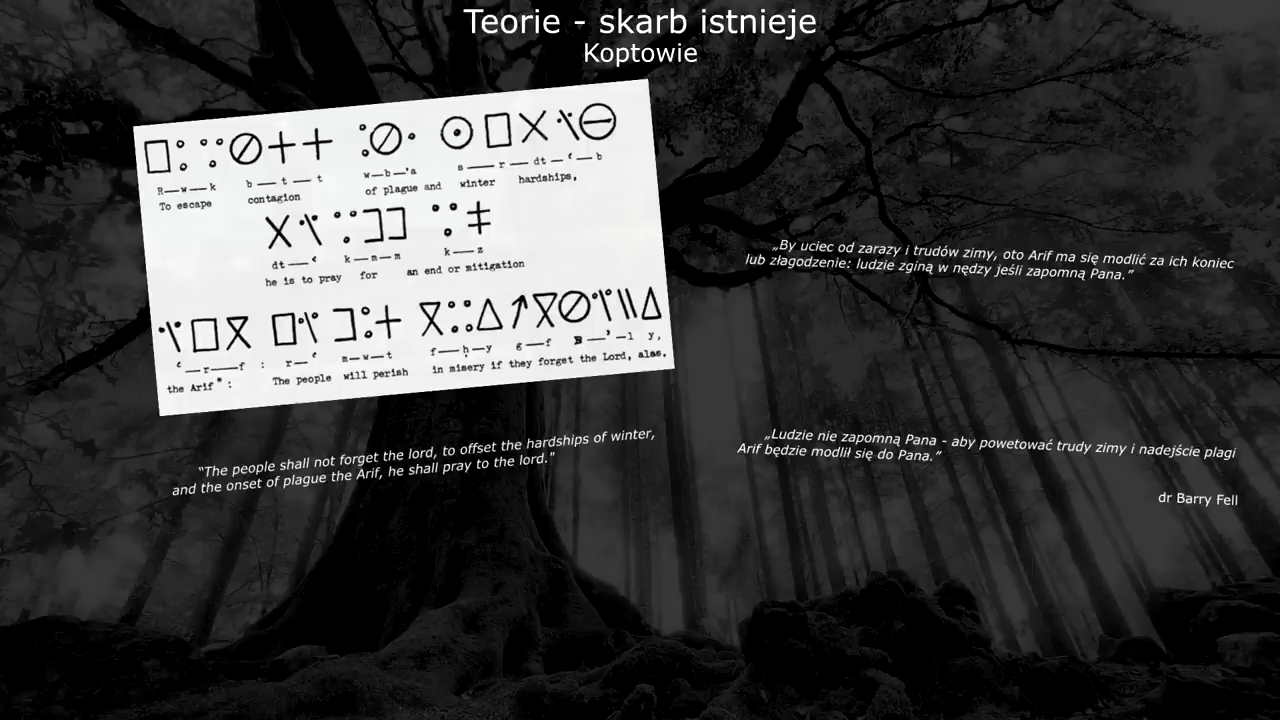 Teorie - skarb istnieje
Koptowie
R—w—k b — t — t w—b—'a s — r — dt — ‘ — b
To escape contagion of plague and winter hardships,
dt — ‘ k—m—m k — z
he is to pray for an end or mitigation
‘ —r——f : r—‘ m—w—t f——ḥ—y g——f B —’ —l y,
the Arif * : The people will perish in misery if they forget the Lord, alas.
„By uciec od zarazy i trudów zimy, oto Arif ma się modlić za ich koniec
lub złagodzenie: ludzie zginą w nędzy jeśli zapomną Pana.”
"The people shall not forget the lord, to offset the hardships of winter,
and the onset of plague the Arif, he shall pray to the lord."
„Ludzie nie zapomną Pana - aby powetować trudy zimy i nadejście plagi
Arif będzie modlił się do Pana.”
dr Barry Fell